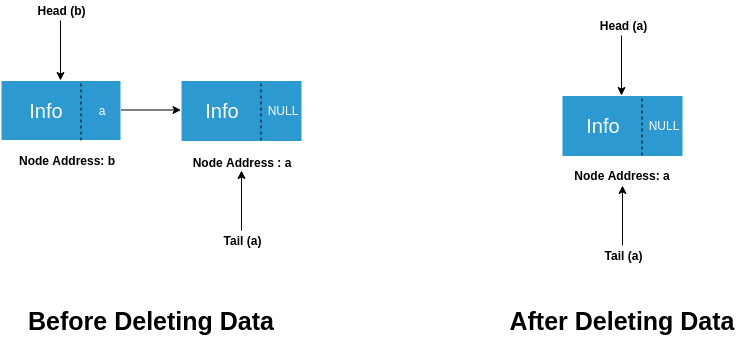 Head (b)
Info
a
Info
NULL
Node Address: b
Node Address : a
Tail (a)
Before Deleting Data
Head (a)
Info
NULL
Node Address: a
Tail (a)
After Deleting Data